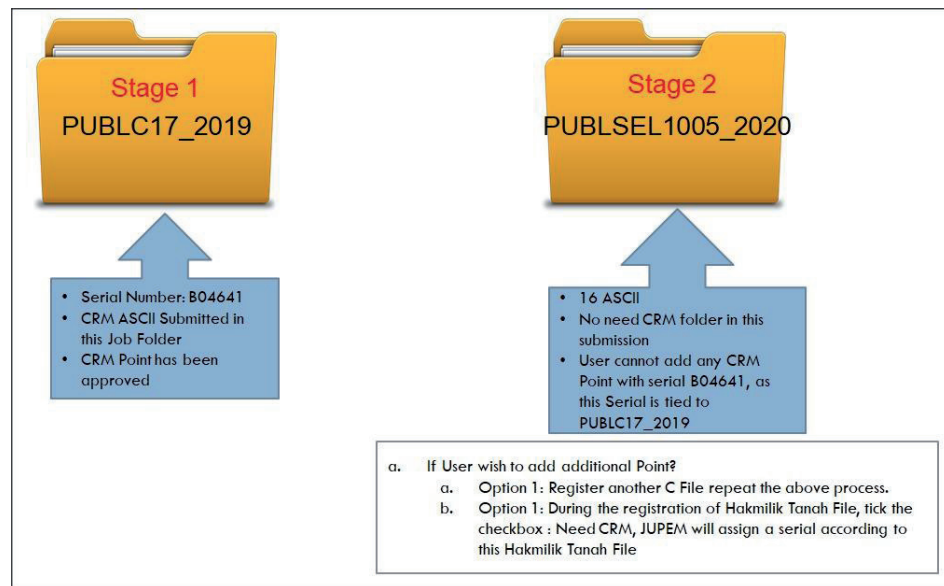 Stage 1
PUBLC17_2019
Stage 2
PUBLSEL1005_2020
• Serial Number: B04641
• CRM ASCII Submitted in
this Job Folder
• CRM Point has been
approved
• 16 ASCII
• No need CRM folder in this
submission
• User cannot add any CRM
Point with serial B04641, as
this Serial is tied to
PUBLC17_2019
a. If User wish to add additional Point?
a. Option 1: Register another C File repeat the above process.
b. Option 1: During the registration of Hakmilik Tanah File, tick the
checkbox : Need CRM, JUPEM will assign a serial according to
this Hakmilik Tanah File